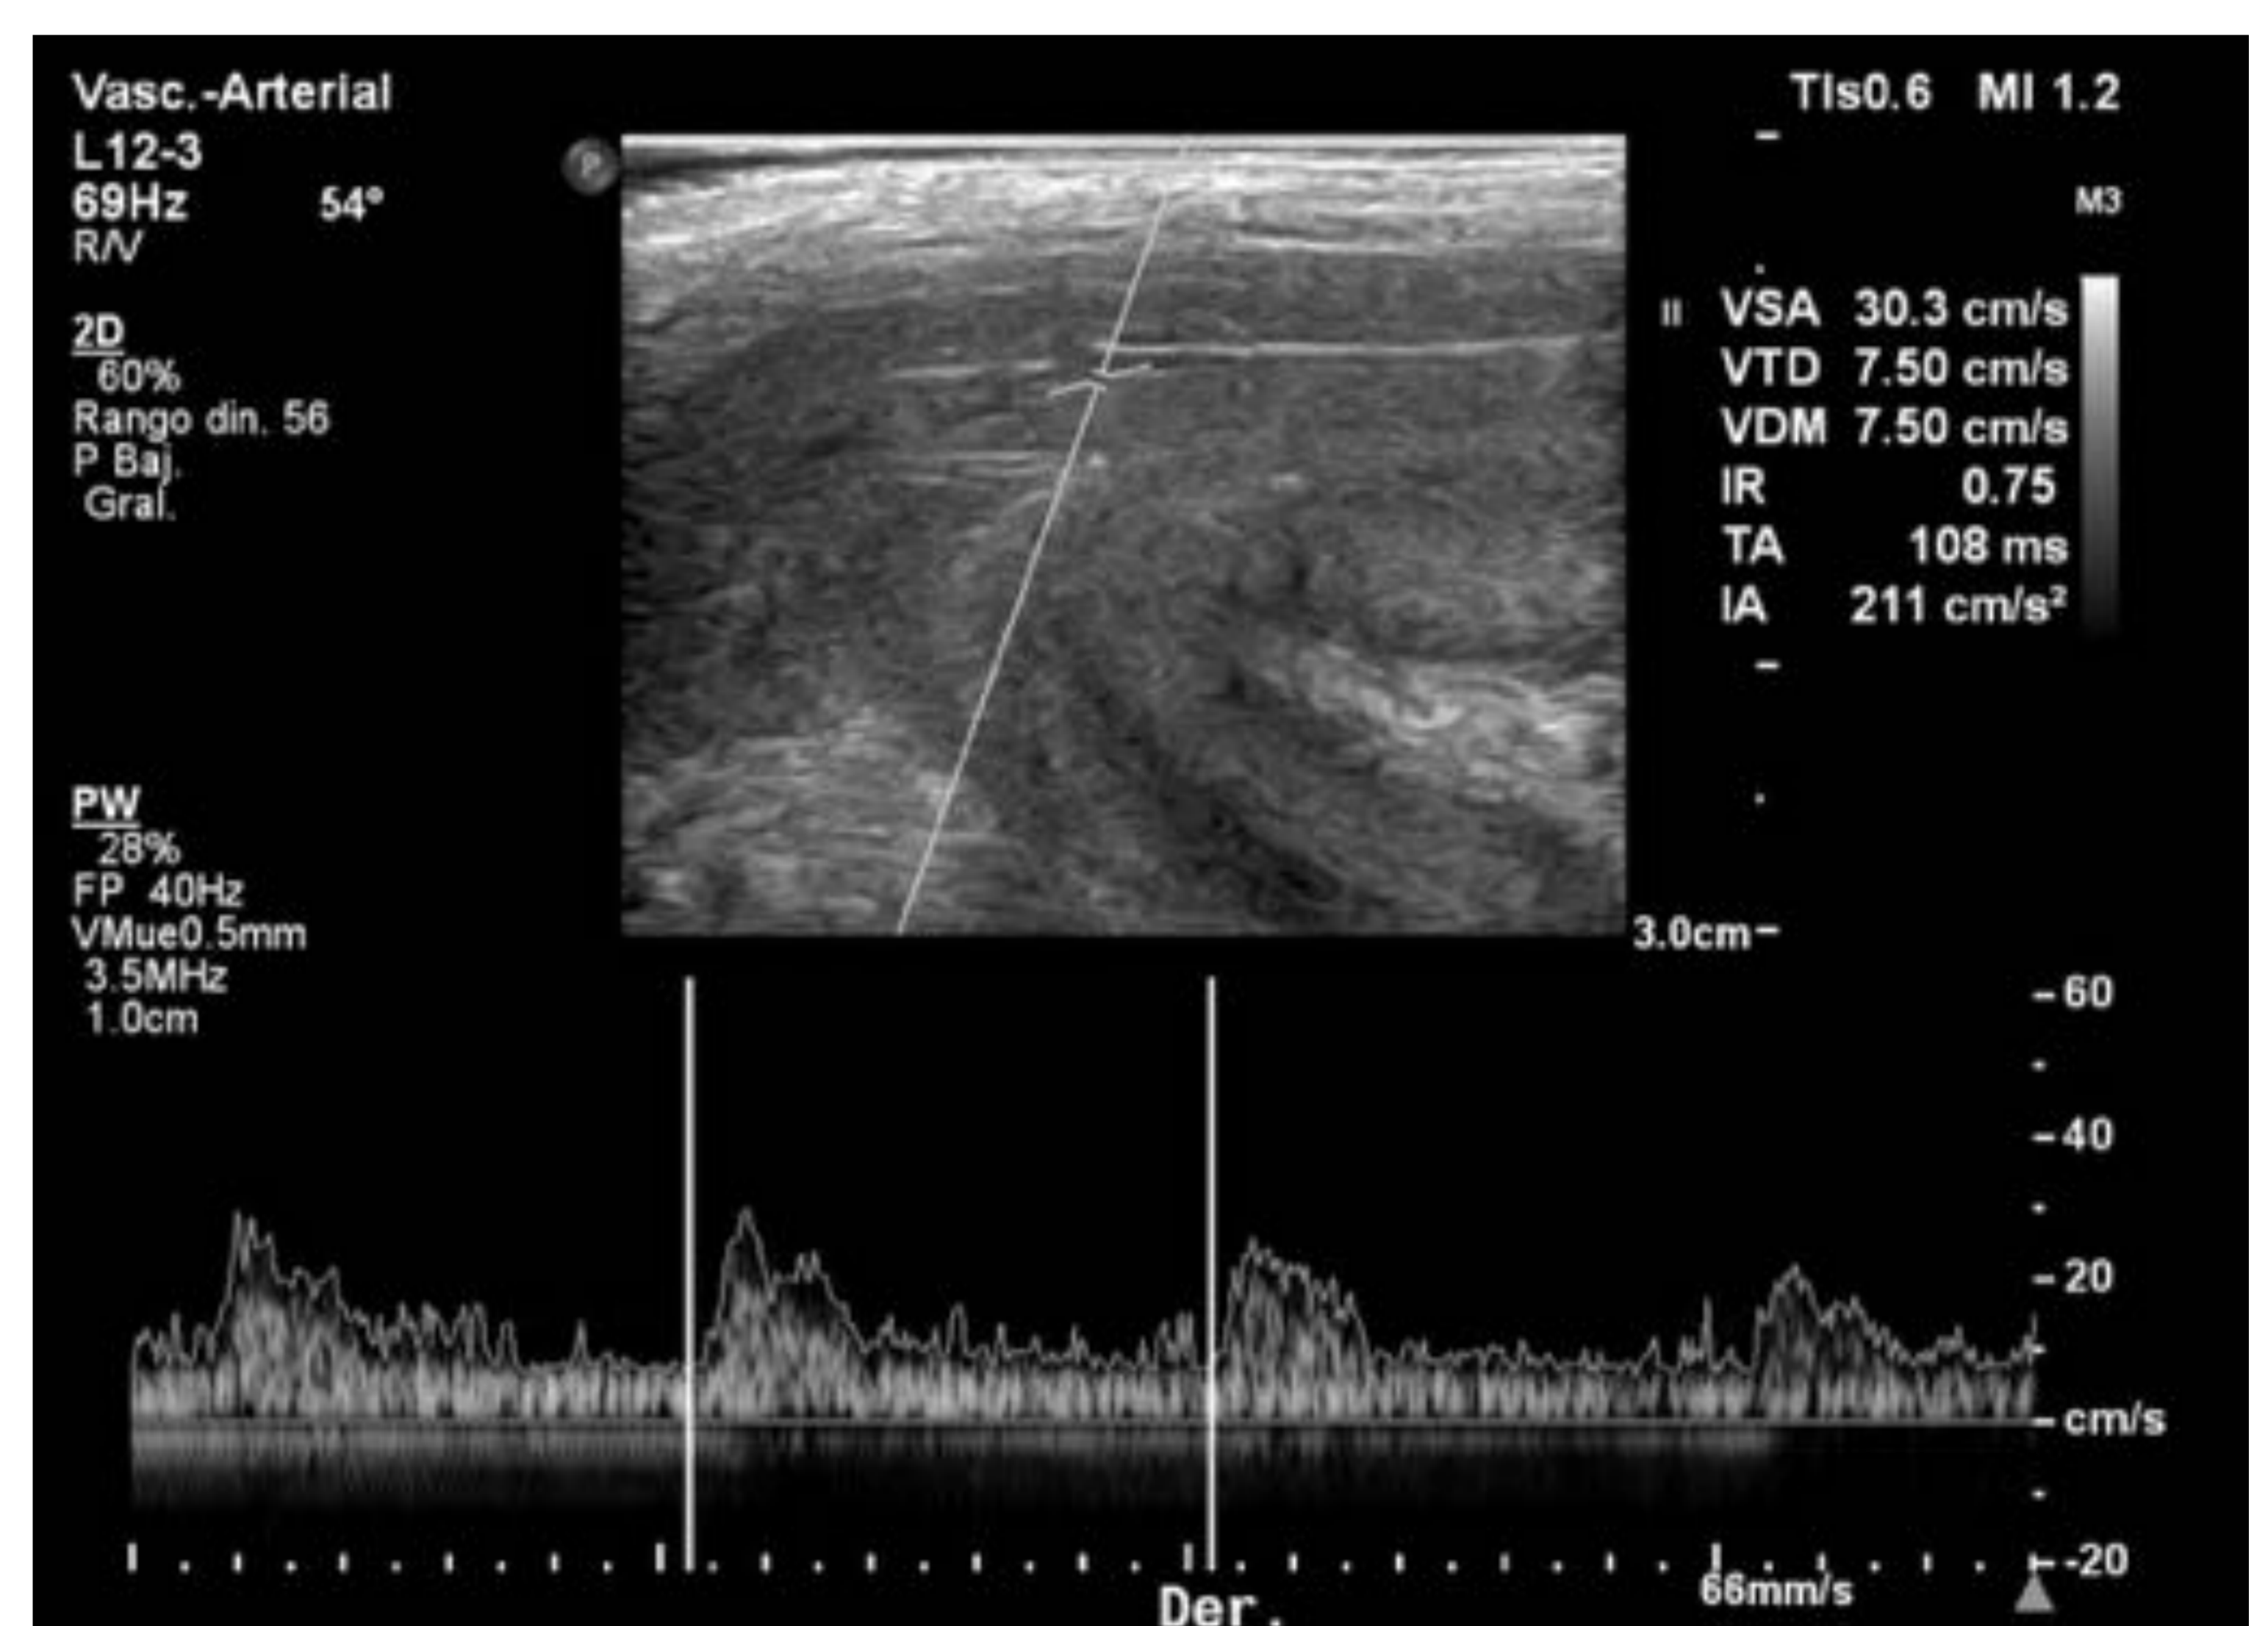 Vasc.-Arterial
L12-3
69Hz 54°
R/V
2D
60%
Rango din. 56
P Baj.
Gral.
PW
28%
FP 40Hz
VMue0.5mm
3.5MHz
1.0cm
P
TIs0.6 MI 1.2
M3
VSA 30.3 cm/s
VTD 7.50 cm/s
VDM 7.50 cm/s
IR 0.75
TA 108 ms
IA 211 cm/s²
3.0cm
60
40
20
cm/s
-20
66mm/s
Der.